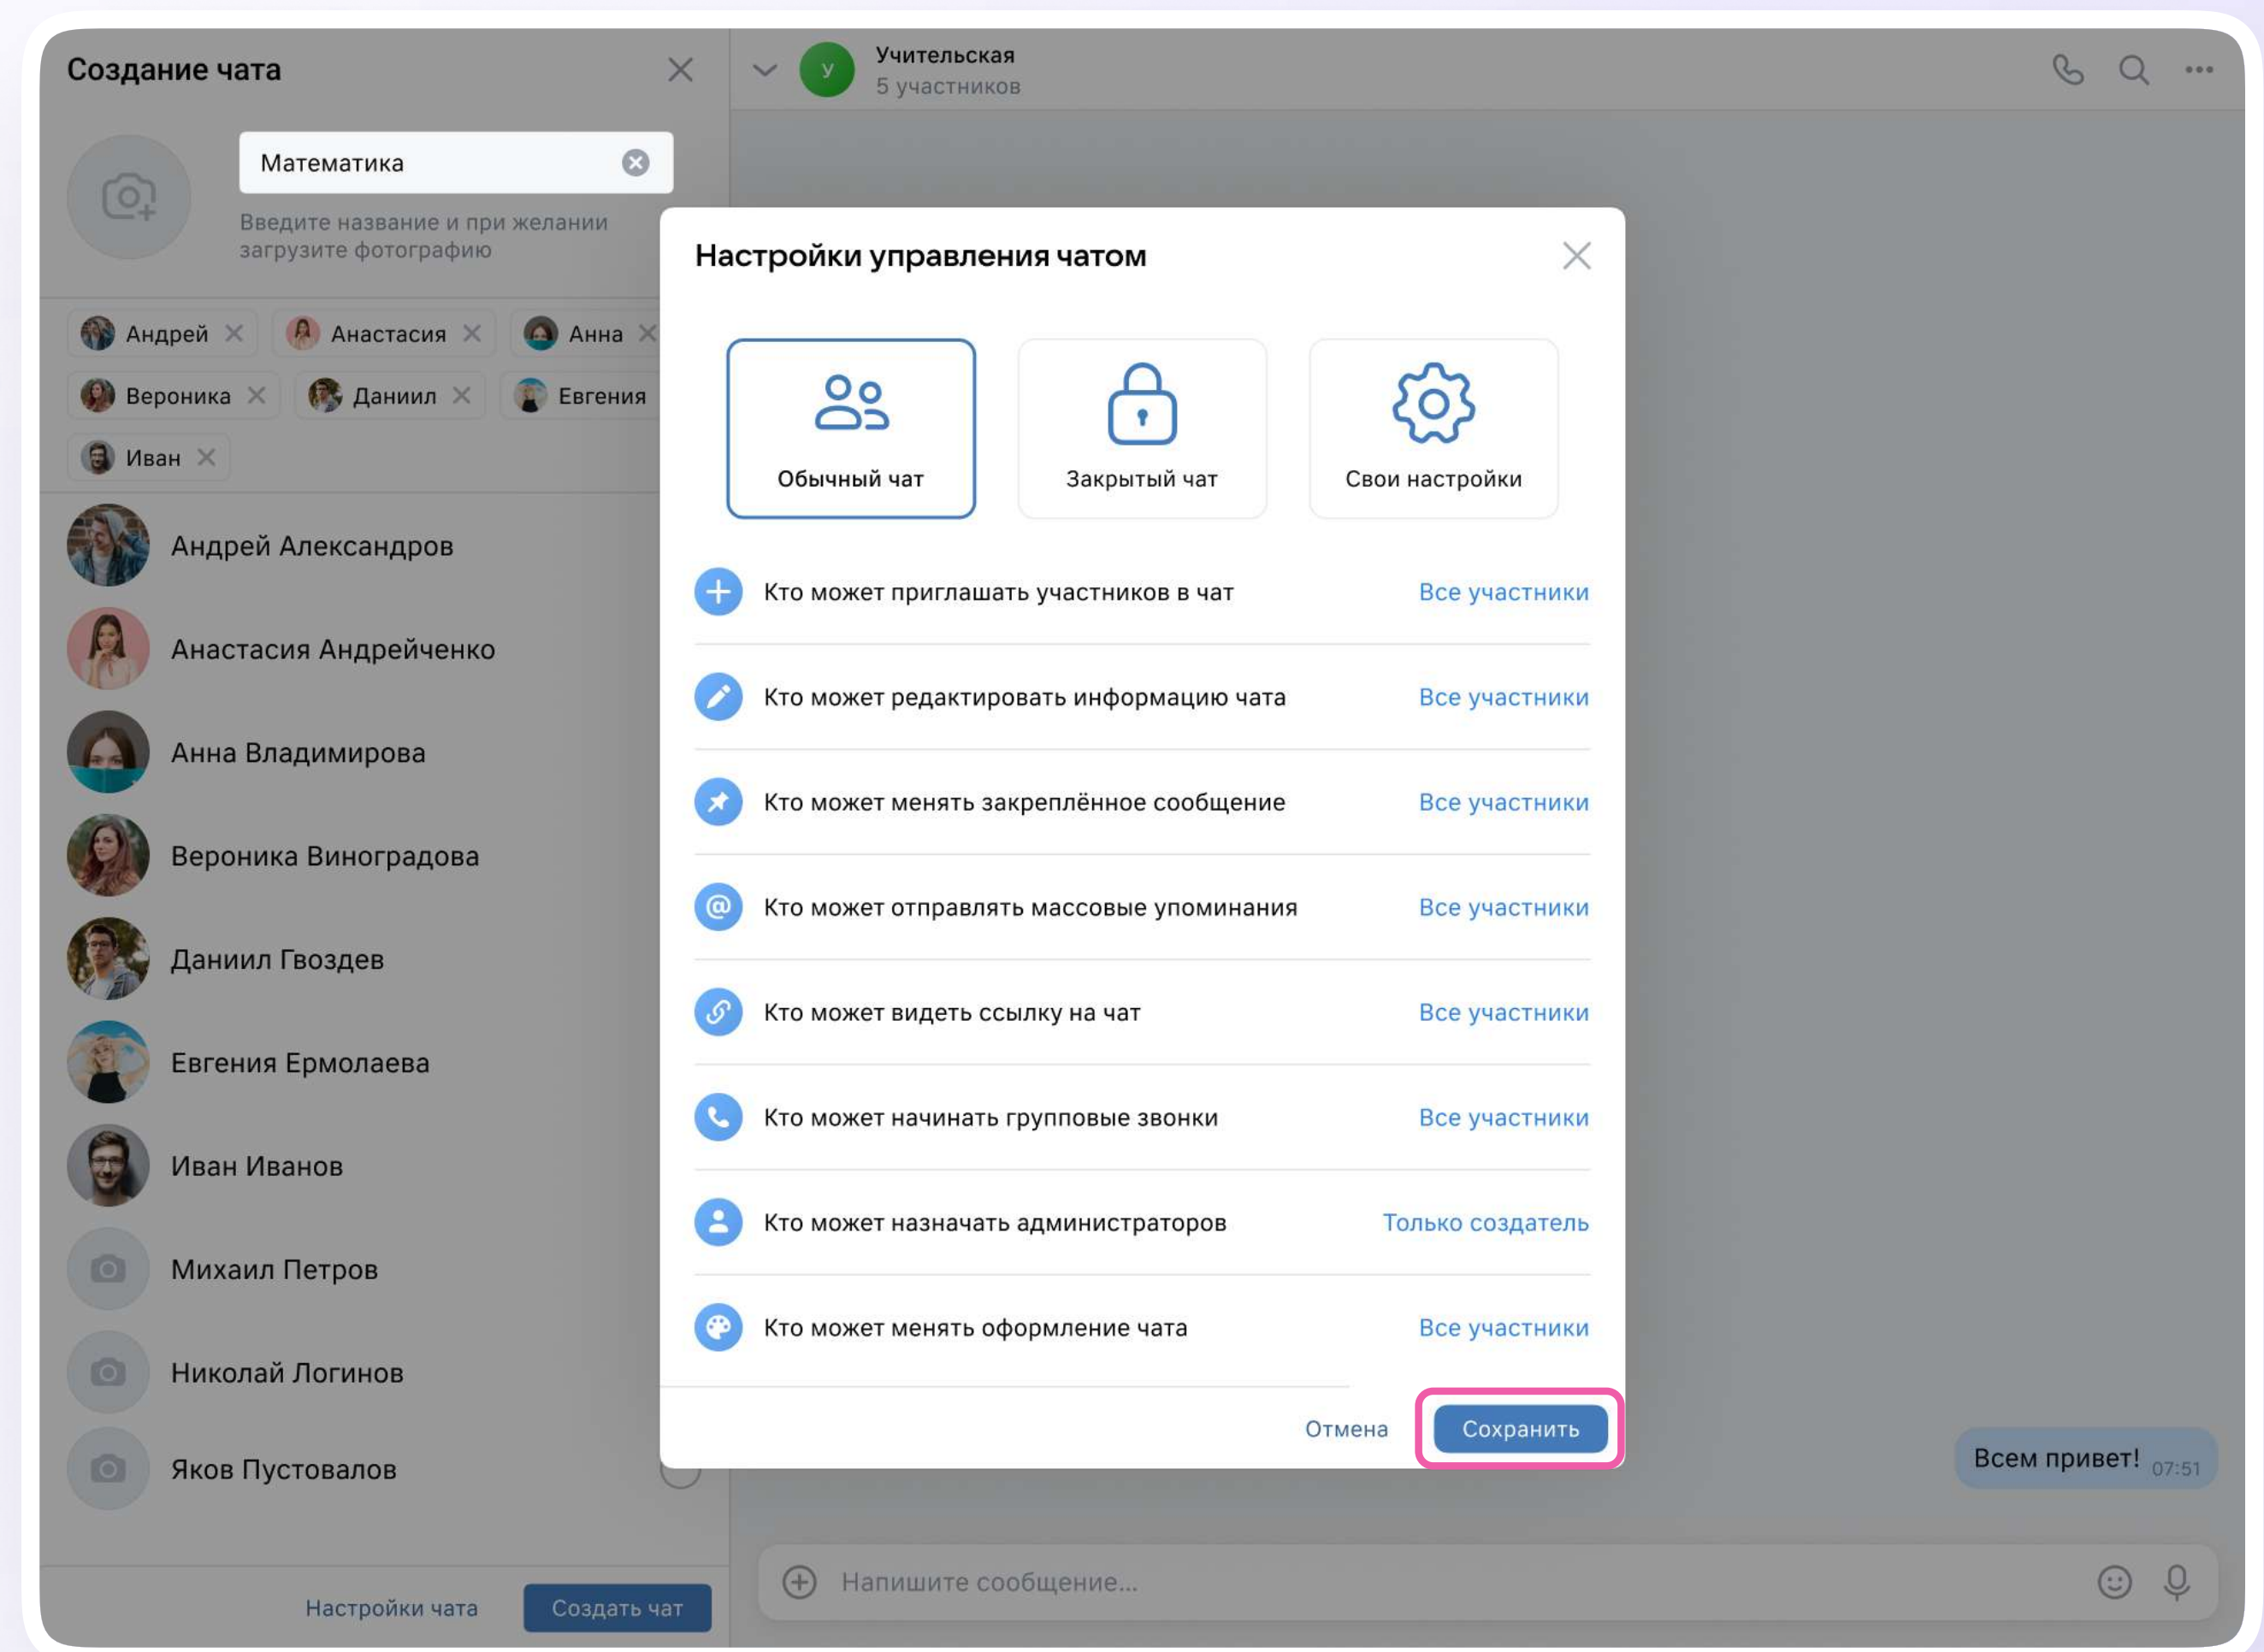 Создание чата
Математика
Введите название и при желании
загрузите фотографию
Андрей
Анастасия
Анна
Вероника
Даниил
Евгения
Иван
Андрей Александров
Анастасия Андрейченко
Анна Владимирова
Вероника Виноградова
Даниил Гвоздев
Евгения Ермолаева
Иван Иванов
Михаил Петров
Николай Логинов
Яков Пустовалов
Настройки чата
Создать чат
У
Учительская
5 участников
Настройки управления чатом
Обычный чат
Закрытый чат
Свои настройки
Кто может приглашать участников в чат
Все участники
Кто может редактировать информацию чата
Все участники
Кто может менять закреплённое сообщение
Все участники
Кто может отправлять массовые упоминания
Все участники
Кто может видеть ссылку на чат
Все участники
Кто может начинать групповые звонки
Все участники
Кто может назначать администраторов
Только создатель
Кто может менять оформление чата
Все участники
Отмена
Сохранить
Всем привет! 07:51
Напишите сообщение...